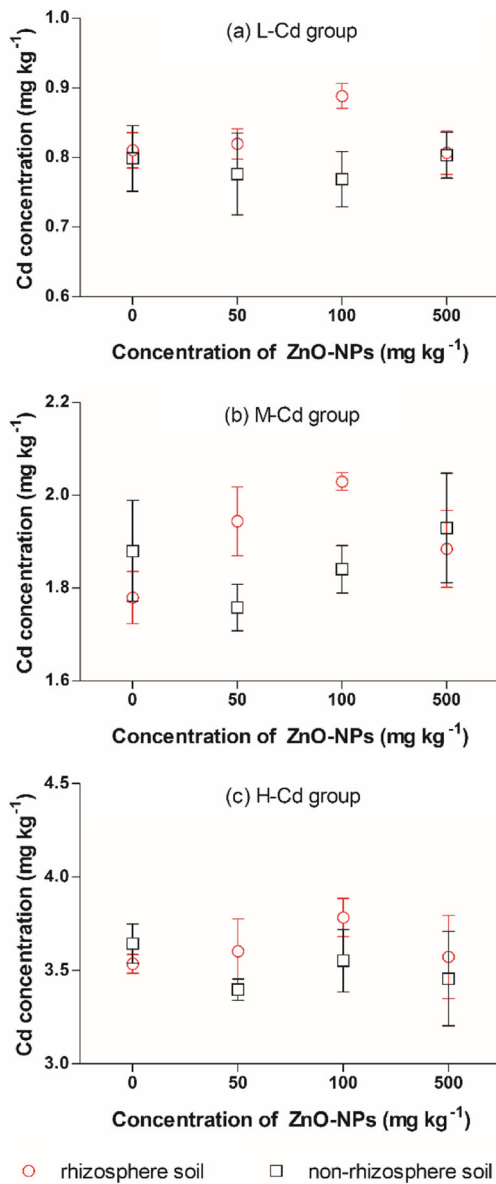 (a) L-Cd group
Cd concentration (mg kg⁻¹)
1.0
0.9
0.8
0.7
0.6
0 50 100 500
Concentration of ZnO-NPs (mg kg⁻¹)
(b) M-Cd group
Cd concentration (mg kg⁻¹)
2.2
2.0
1.8
1.6
0 50 100 500
Concentration of ZnO-NPs (mg kg⁻¹)
(c) H-Cd group
Cd concentration (mg kg⁻¹)
4.5
4.0
3.5
3.0
0 50 100 500
Concentration of ZnO-NPs (mg kg⁻¹)
rhizosphere soil non-rhizosphere soil